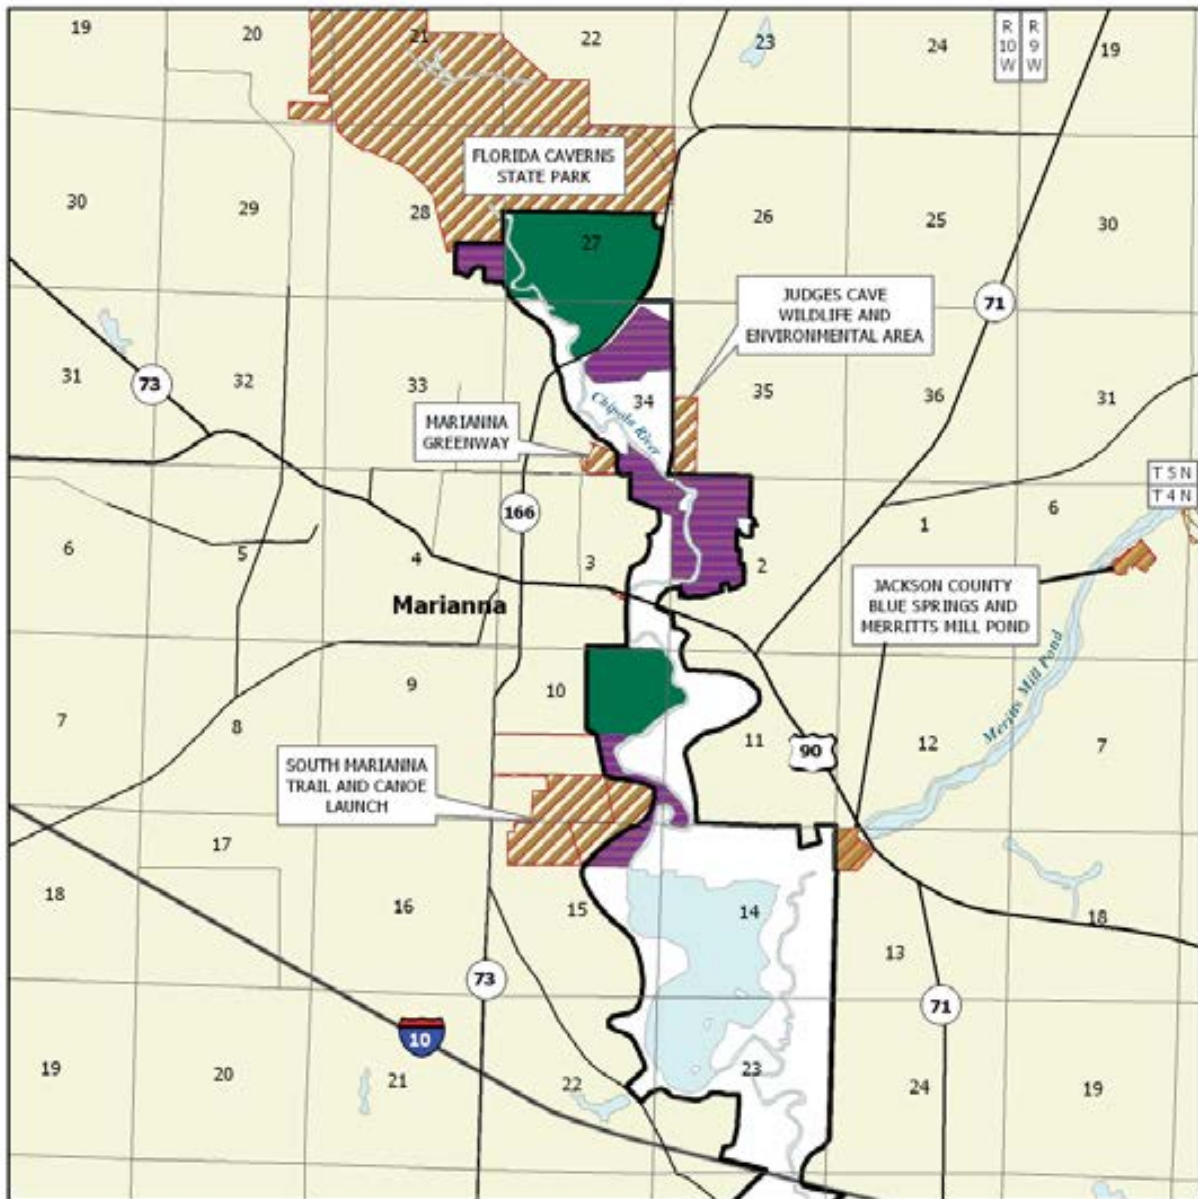 19
20
21
22
23
24
R
10
W
R
9
W
19
FLORIDA CAVERNS
STATE PARK
30
29
28
27
26
25
30
JUDGES CAVE
WILDLIFE AND
ENVIRONMENTAL AREA
71
31
73
32
33
34
35
36
31
Chipola River
MARIANNA
GREENWAY
T 5 N
T 4 N
166
6
5
4
3
2
1
6
Marianna
JACKSON COUNTY
BLUE SPRINGS AND
MERRITTS MILL POND
Merritts Mill Pond
7
8
9
10
11
90
12
7
SOUTH MARIANNA
TRAIL AND CANOE
LAUNCH
18
17
16
15
14
13
18
73
71
10
19
20
21
22
23
24
19